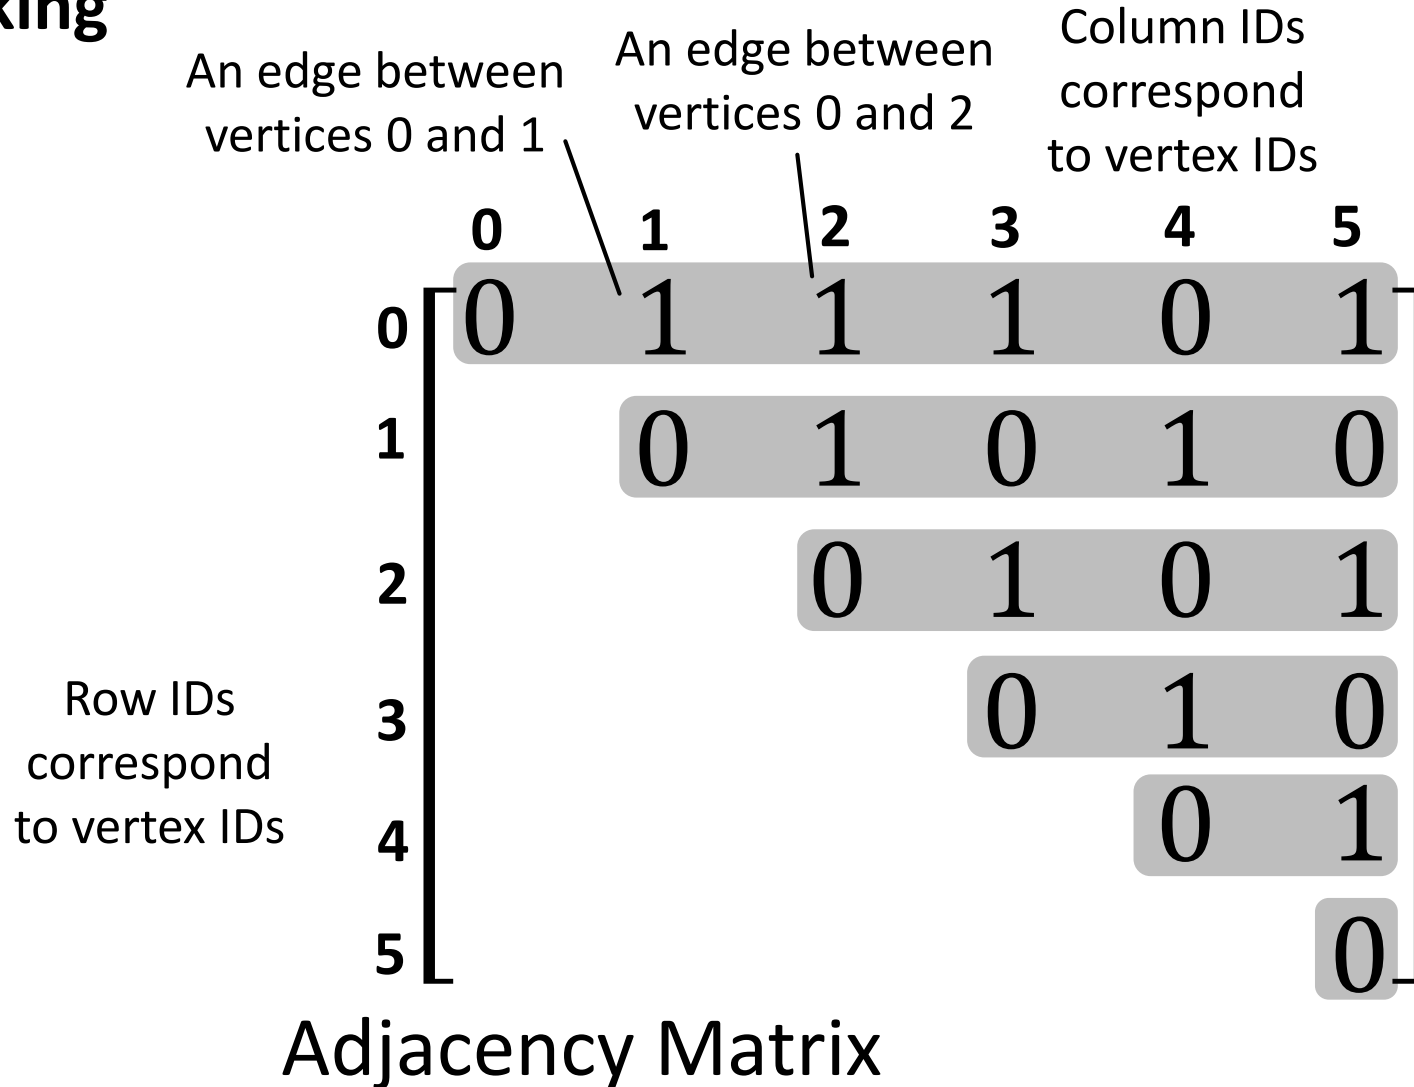 An edge between
vertices 0 and 1
An edge between
vertices 0 and 2
Column IDs
correspond
to vertex IDs
0 1 2 3 4 5
0 0 1 1 1 0 1
1 0 1 0 1 0
2 0 1 0 1
3 0 1 0
4 0 1
5 0
Row IDs
correspond
to vertex IDs
Adjacency Matrix